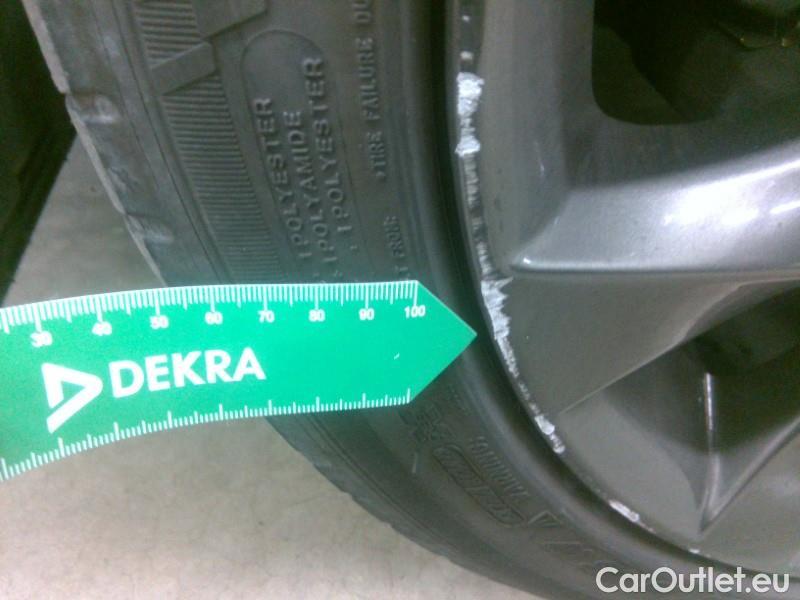 TIRE FAILURE DU
1 POLYESTER
1 POLYAMIDE
1 POLYESTER
30 40 50 60 70 80 90 100
DEKRA
WARNING
CarOutlet.eu